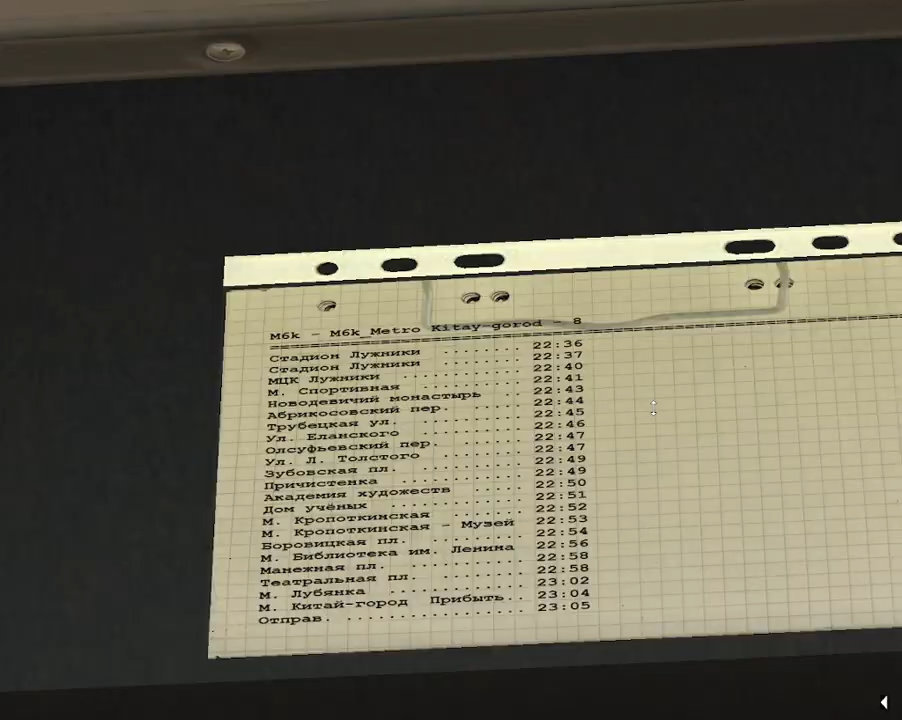 M6k - M6k_Metro Kitay-gorod - 8
==========================================
Стадион Лужники ........ 22:36
Стадион Лужники ........ 22:37
МЦК Лужники ............ 22:40
М. Спортивная .......... 22:41
Новодевичий монастырь .. 22:43
Абрикосовский пер. ..... 22:44
Трубецкая ул. .......... 22:45
Ул. Еланского .......... 22:46
Олсуфьевский пер. ...... 22:47
Ул. Л. Толстого ........ 22:47
Зубовская пл. .......... 22:49
Причистенка ............ 22:49
Академия художеств ..... 22:50
Дом учёных ............. 22:51
М. Кропоткинская ....... 22:52
М. Кропоткинская - Музей 22:53
Боровицкая пл. ......... 22:54
М. Библиотека им. Ленина 22:56
Манежная пл. ........... 22:58
Театральная пл. ........ 22:58
М. Лубянка ............. 23:02
М. Китай-город Прибыть.. 23:04
Отправ. ................ 23:05